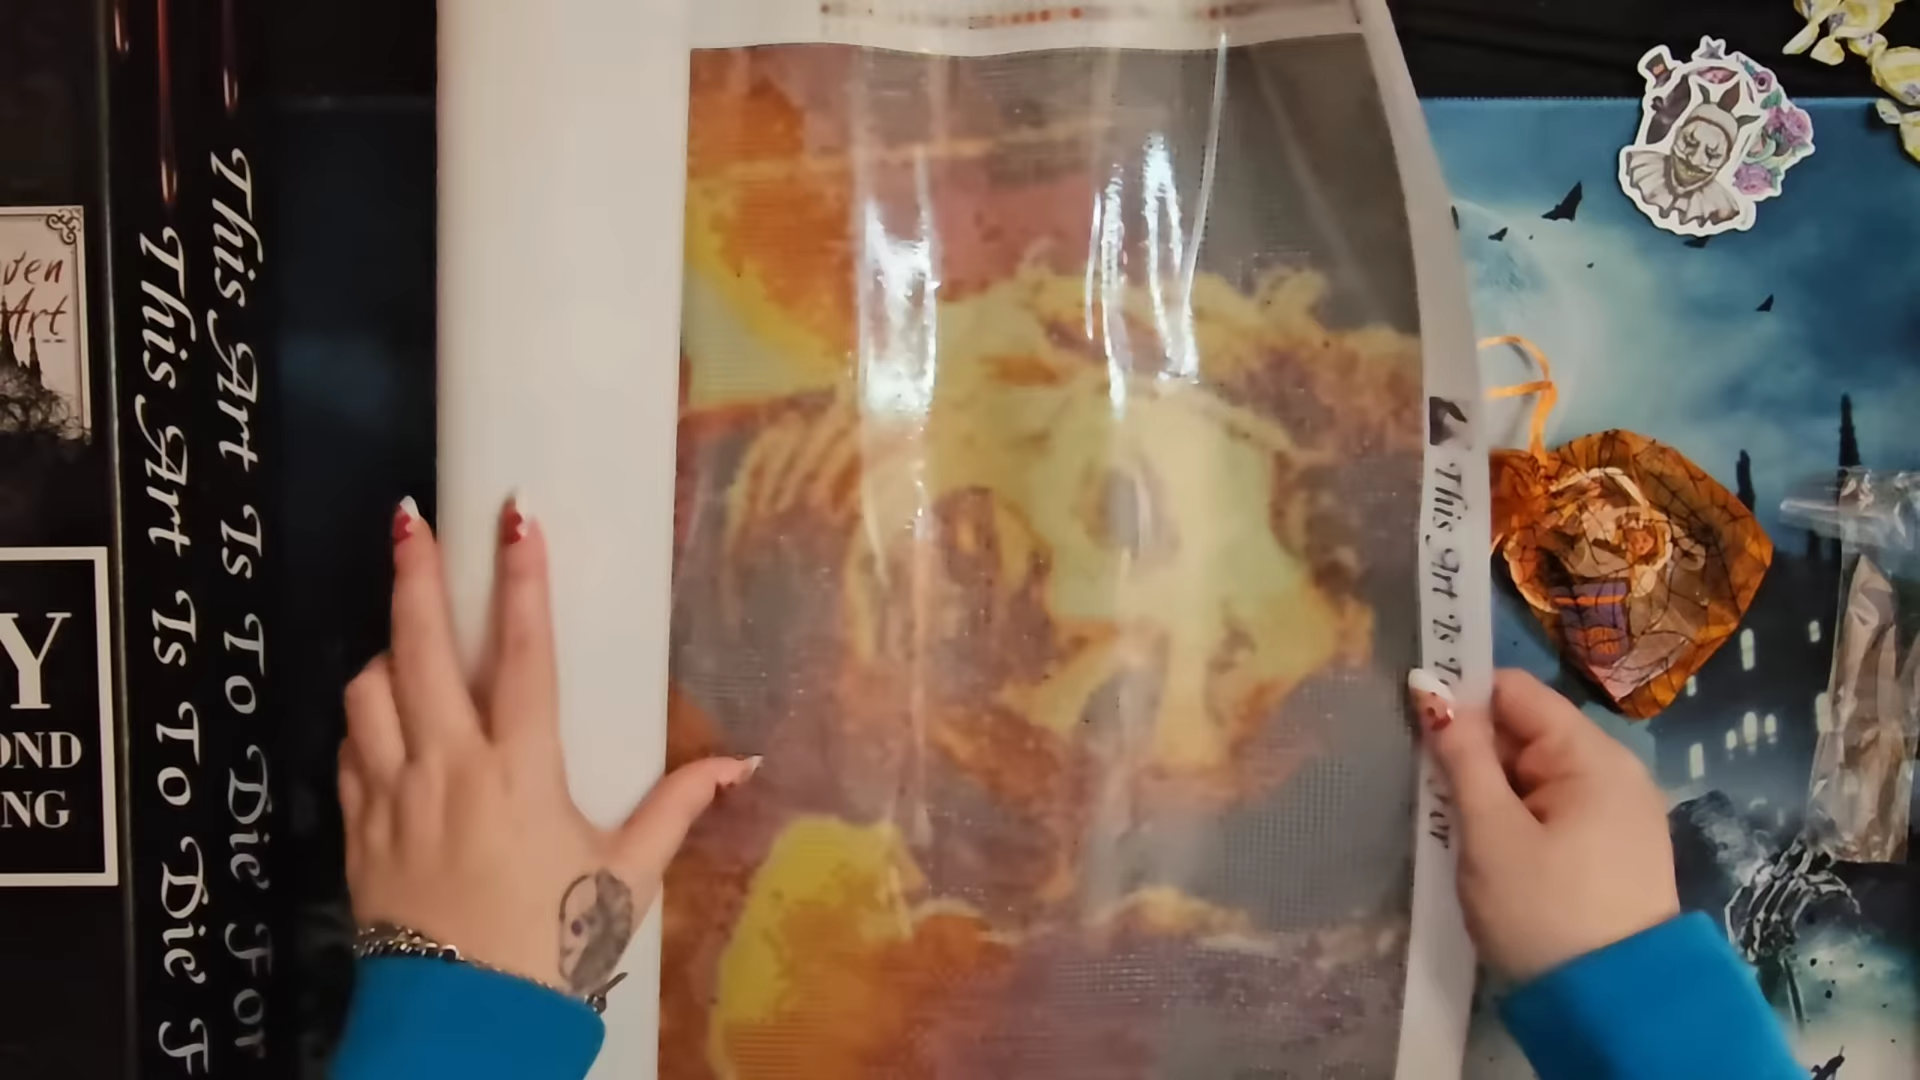 ven
Art
Y
OND
NG
This Art Is To Die F
This Art Is To Die For
This Art Is To
For